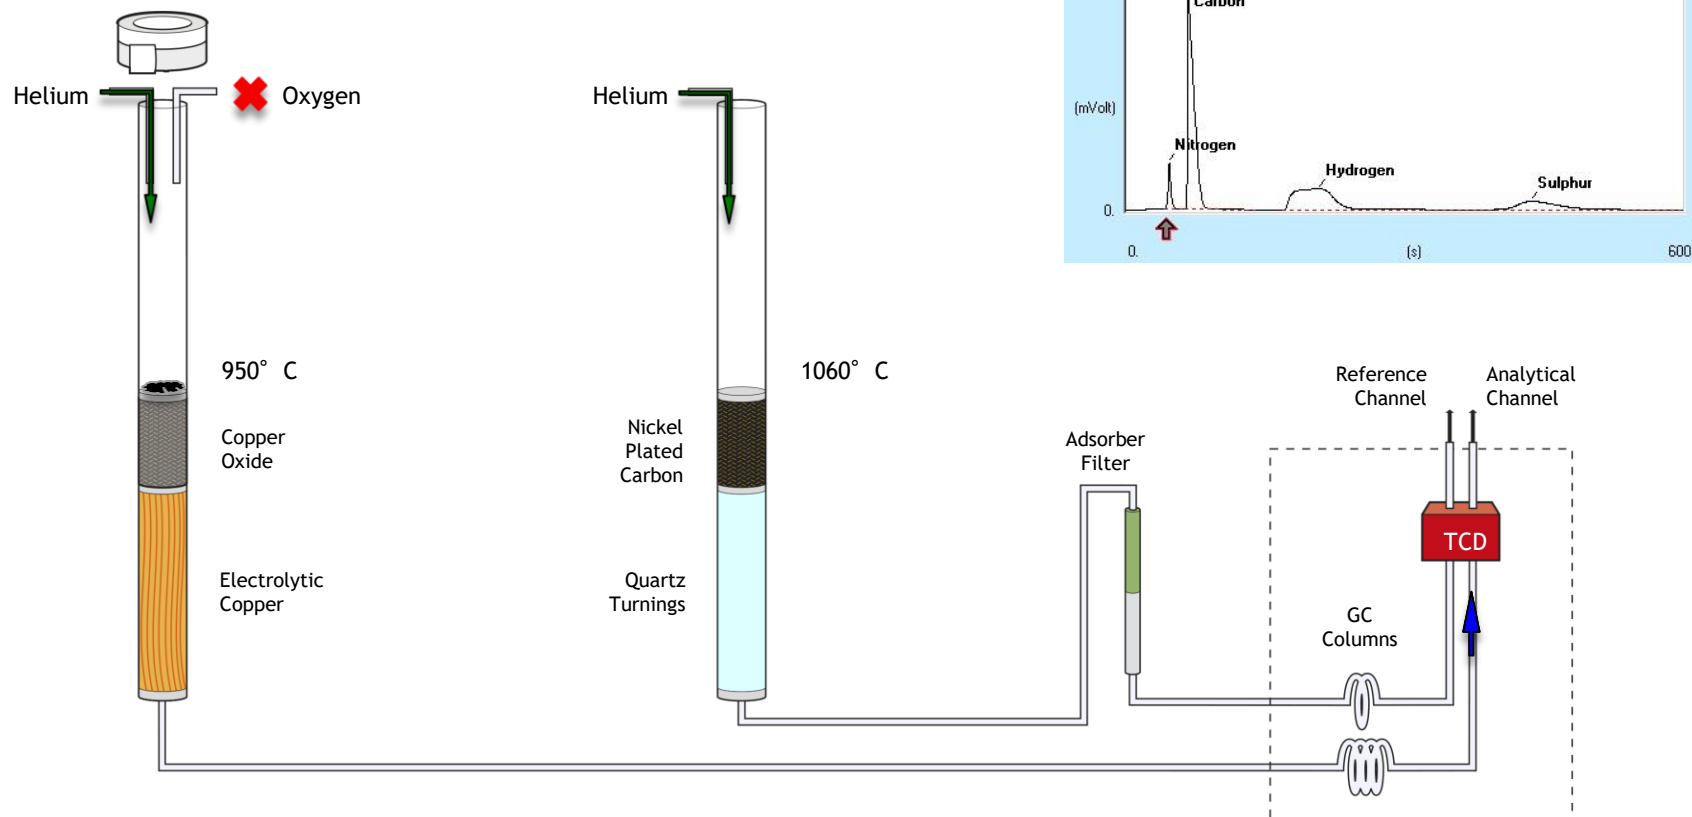 Carbon
Helium
Oxygen
Helium
(mVolt)
Nitrogen
Hydrogen
Sulphur
0.
0.
(s)
600
950° C
1060° C
Reference
Channel
Analytical
Channel
Copper
Oxide
Nickel
Plated
Carbon
Adsorber
Filter
TCD
Electrolytic
Copper
Quartz
Turnings
GC
Columns